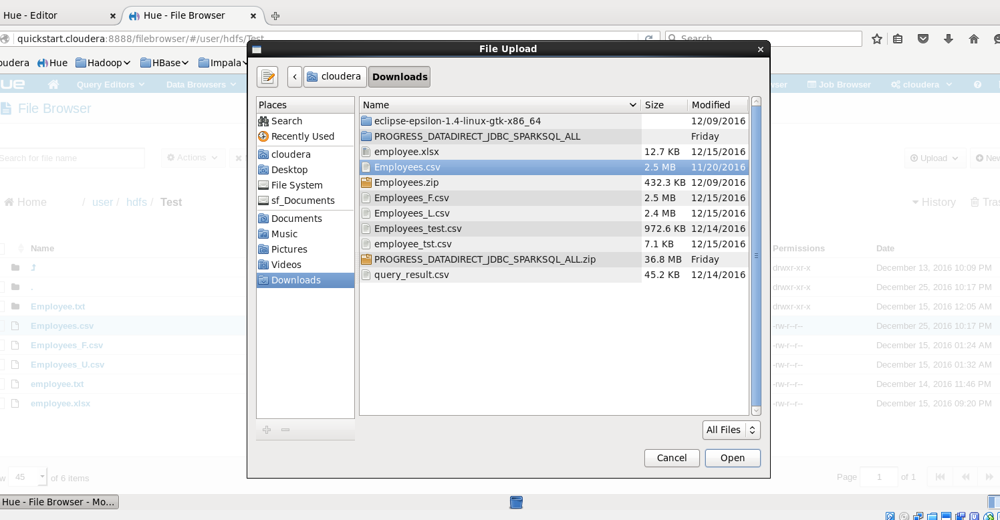 Hue - Editor
Hue - File Browser
quickstart.cloudera:8888/filebrowser/#/user/hdfs/Test
Search
oudera Hue Hadoop HBase Impala
File Upload
ue Query Editors Data Browsers wser Job Browser cloudera
File Browser
cloudera Downloads
Search for file name Actions
Upload New
Home / user / hdfs / Test
History Tras
Places
Search
Recently Used
cloudera
Desktop
File System
sf_Documents
Documents
Music
Pictures
Videos
Downloads
Name Size Modified
eclipse-epsilon-1.4-linux-gtk-x86_64 12/09/2016
PROGRESS_DATADIRECT_JDBC_SPARKSQL_ALL Friday
employee.xlsx 12.7 KB 12/15/2016
Employees.csv 2.5 MB 11/20/2016
Employees.zip 432.3 KB 12/09/2016
Employees_F.csv 2.5 MB 12/15/2016
Employees_L.csv 2.4 MB 12/15/2016
Employees_test.csv 972.6 KB 12/14/2016
employee_tst.csv 7.1 KB 12/15/2016
PROGRESS_DATADIRECT_JDBC_SPARKSQL_ALL.zip 36.8 MB Friday
query_result.csv 45.2 KB 12/14/2016
All Files
Cancel Open
Name Permissions Date
drwxr-xr-x December 13, 2016 10:09 PM
. drwxr-xr-x December 25, 2016 10:17 PM
Employee.txt drwxr-xr-x December 15, 2016 12:05 AM
Employees.csv -rw-r--r-- December 25, 2016 10:17 PM
Employees_F.csv -rw-r--r-- December 15, 2016 01:24 AM
Employees_U.csv -rw-r--r-- December 15, 2016 01:32 AM
employee.txt -rw-r--r-- December 14, 2016 11:46 PM
employee.xlsx -rw-r--r-- December 15, 2016 09:20 PM
w 45 of 6 items
Page 1 of 1
Hue - File Browser - Mo...